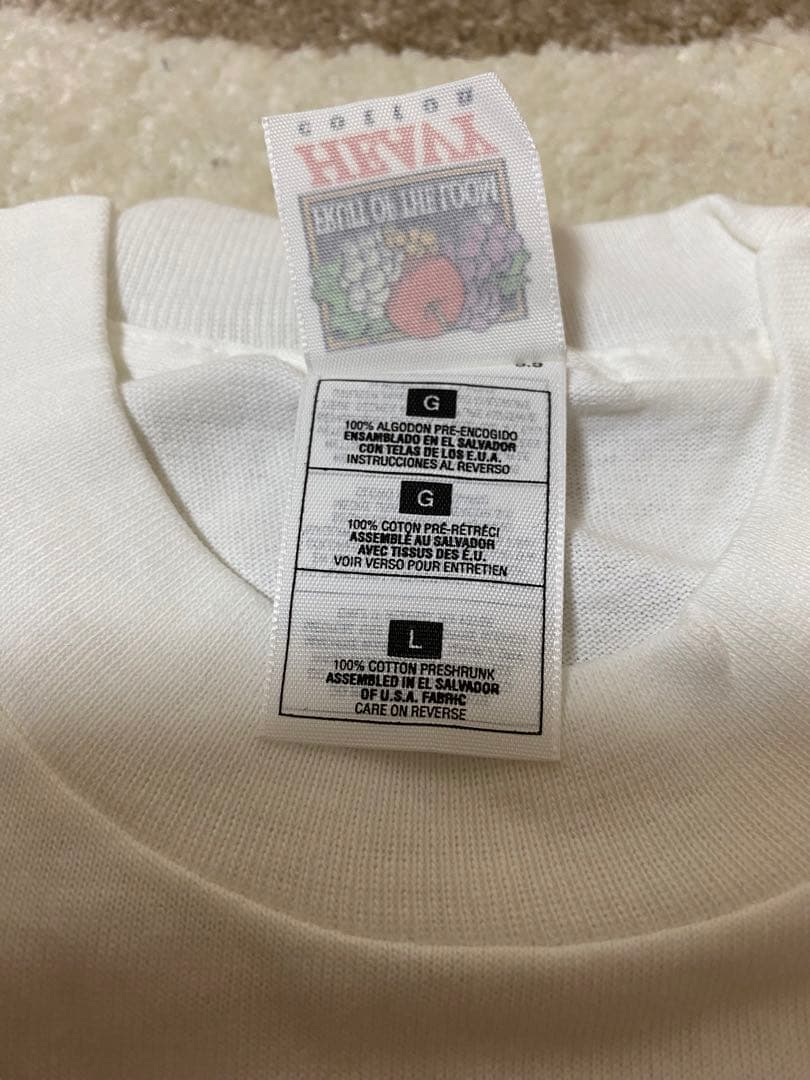 COTTON
HEAVY
FRUIT OF THE LOOM
®
G
100% ALGODON PRE-ENCOGIDO
ENSAMBLADO EN EL SALVADOR
CON TELAS DE LOS E.U.A.
INSTRUCCIONES AL REVERSO
G
100% COTON PRÉ-RÉTRÉCI
ASSEMBLÉ AU SALVADOR
AVEC TISSUS DES É.U.
VOIR VERSO POUR ENTRETIEN
L
100% COTTON PRESHRUNK
ASSEMBLED IN EL SALVADOR
OF U.S.A. FABRIC
CARE ON REVERSE